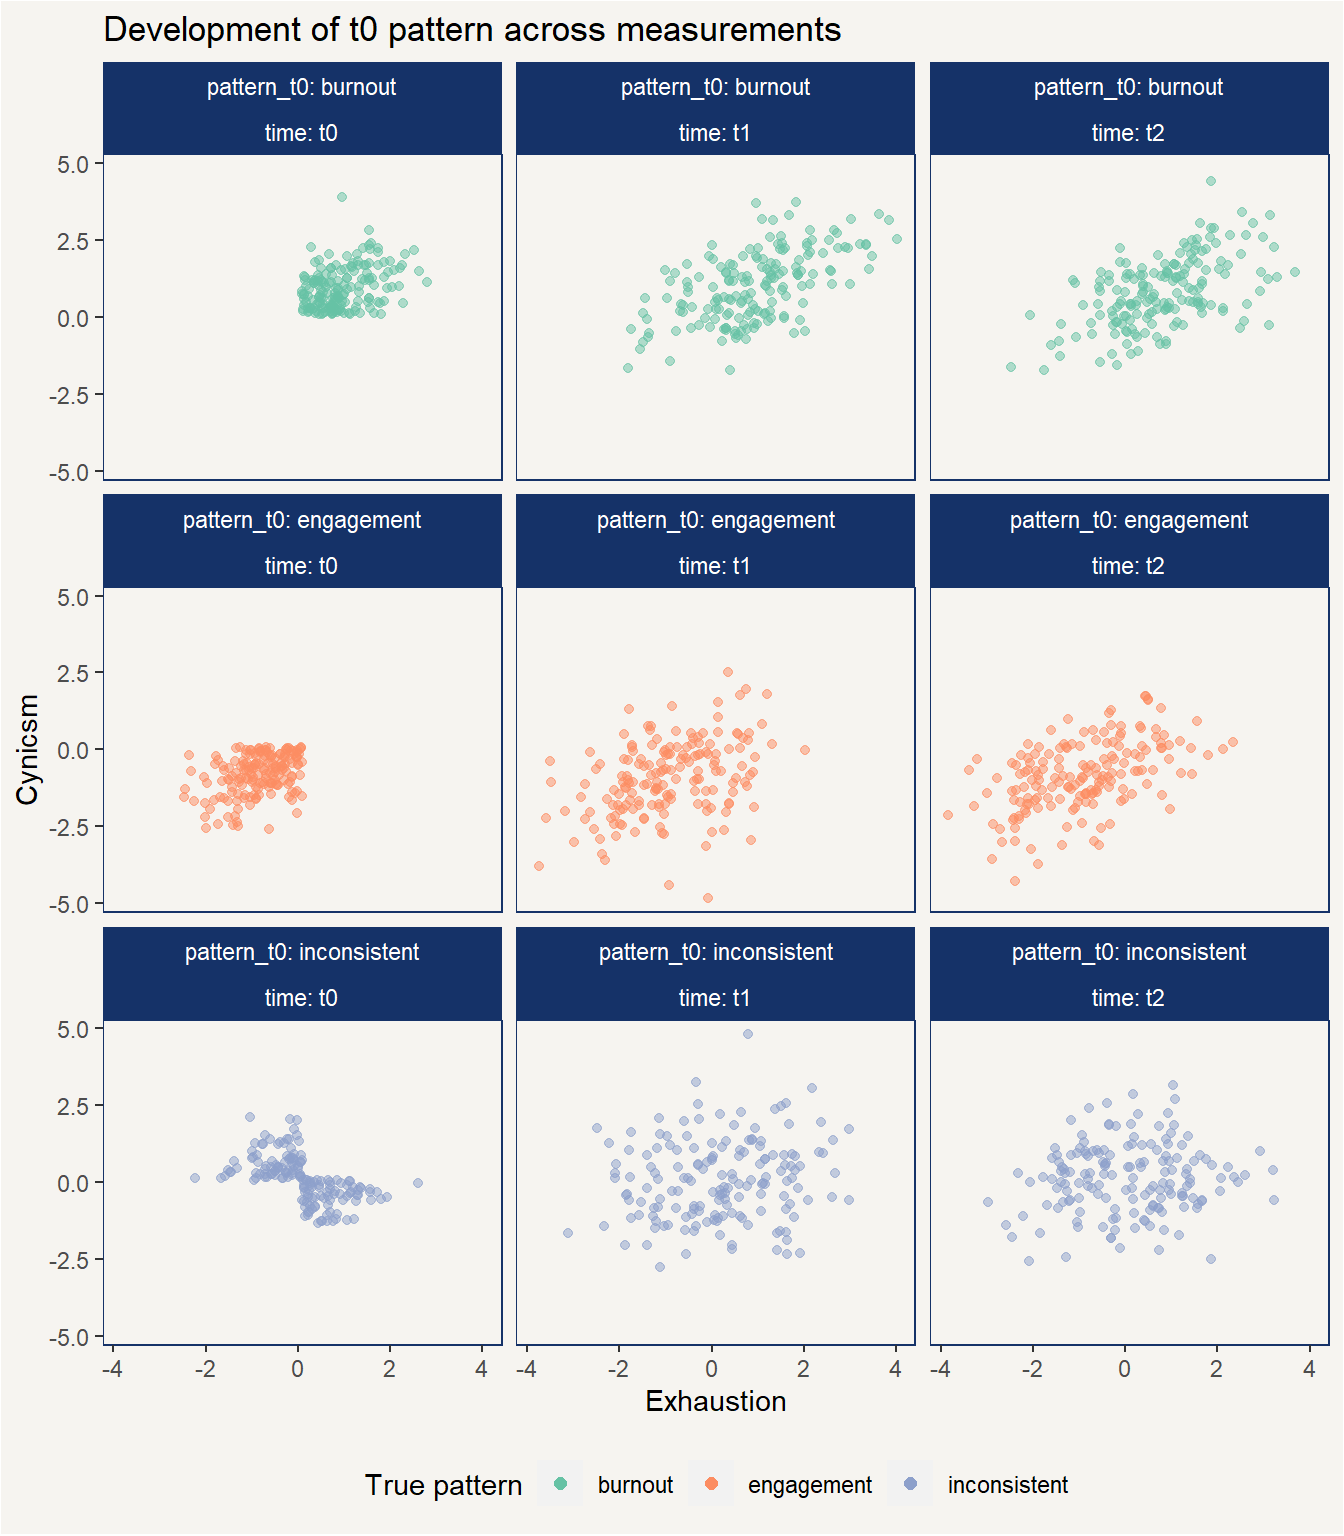 Development of t0 pattern across measurements
pattern_t0: burnout
time: t0
pattern_t0: burnout
time: t1
pattern_t0: burnout
time: t2
5.0
2.5
0.0
-2.5
-5.0
pattern_t0: engagement
time: t0
pattern_t0: engagement
time: t1
pattern_t0: engagement
time: t2
5.0
2.5
0.0
-2.5
-5.0
Cynicsm
pattern_t0: inconsistent
time: t0
pattern_t0: inconsistent
time: t1
pattern_t0: inconsistent
time: t2
5.0
2.5
0.0
-2.5
-5.0
-4 -2 0 2 4
-4 -2 0 2 4
-4 -2 0 2 4
Exhaustion
True pattern burnout engagement inconsistent